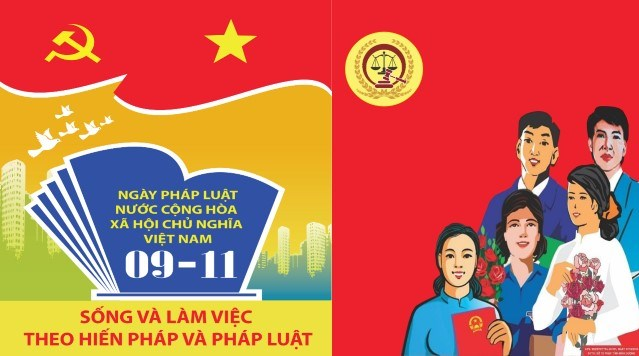 NGÀY PHÁP LUẬT
NƯỚC CỘNG HÒA
XÃ HỘI CHỦ NGHĨA
VIỆT NAM
09-11
SỐNG VÀ LÀM VIỆC
THEO HIẾN PHÁP VÀ PHÁP LUẬT